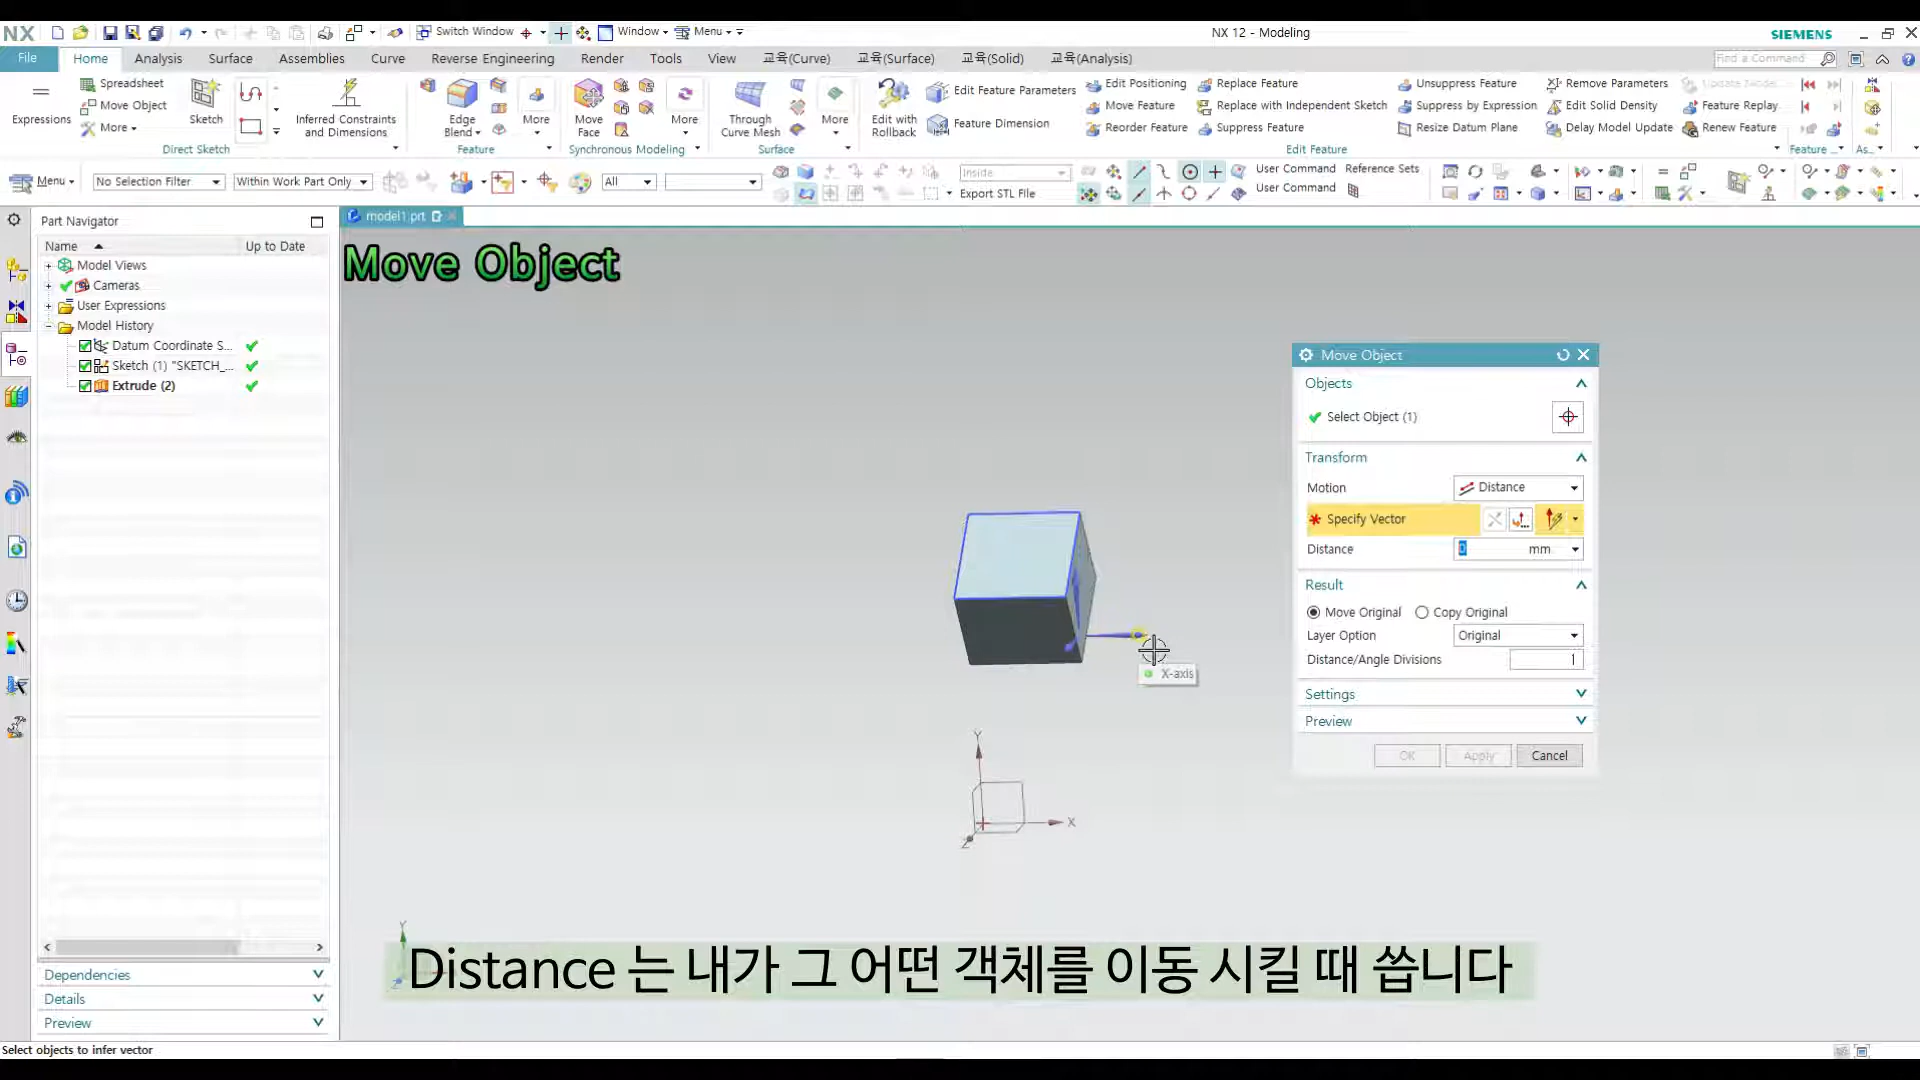 NX
Switch Window
Window
Menu
NX 12 - Modeling
SIEMENS
File
Home
Analysis
Surface
Assemblies
Curve
Reverse Engineering
Render
Tools
View
교육(Curve)
교육(Surface)
교육(Solid)
교육(Analysis)
Find a Command
Expressions
Spreadsheet
Move Object
More
Sketch
Inferred Constraints and Dimensions
Direct Sketch
Edge Blend
More
Feature
Move Face
More
Synchronous Modeling
Through Curve Mesh
More
Surface
Edit with Rollback
Edit Feature Parameters
Feature Dimension
Edit Positioning
Move Feature
Reorder Feature
Replace Feature
Replace with Independent Sketch
Suppress Feature
Unsuppress Feature
Suppress by Expression
Resize Datum Plane
Remove Parameters
Edit Solid Density
Delay Model Update
Update Model...
Feature Replay
Renew Feature
Edit Feature
Feature ...
As...
Menu
No Selection Filter
Within Work Part Only
All
Inside
Export STL File
User Command
User Command
Reference Sets
Part Navigator
Name
Up to Date
Model Views
Cameras
User Expressions
Model History
Datum Coordinate S...
Sketch (1) "SKETCH_...
Extrude (2)
Dependencies
Details
Preview
model1.prt
Move Object
Move Object
Objects
Select Object (1)
Transform
Motion
Distance
Specify Vector
Distance
0
mm
Result
Move Original
Copy Original
Layer Option
Original
Distance/Angle Divisions
1
Settings
Preview
OK
Apply
Cancel
X-axis
Y
X
Z
Y
Z
Distance 는 내가 그 어떤 객체를 이동 시킬 때 씁니다
Select objects to infer vector